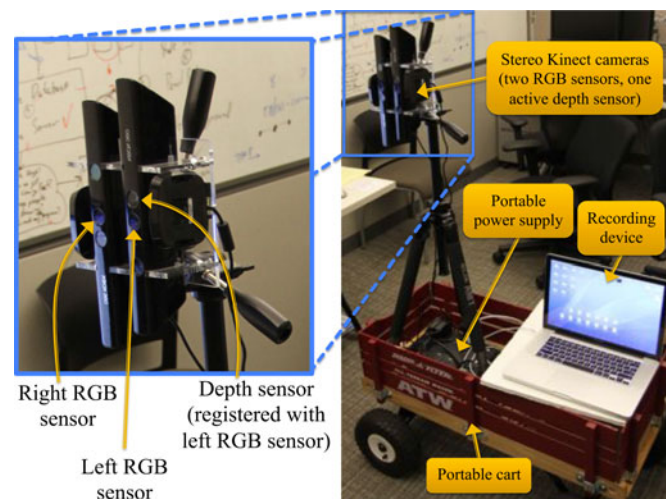 Stereo Kinect cameras
(two RGB sensors, one
active depth sensor)
Portable
power supply
Recording
device
Right RGB
sensor
Depth sensor
(registered with
left RGB sensor)
Left RGB
sensor
ATW
Portable cart